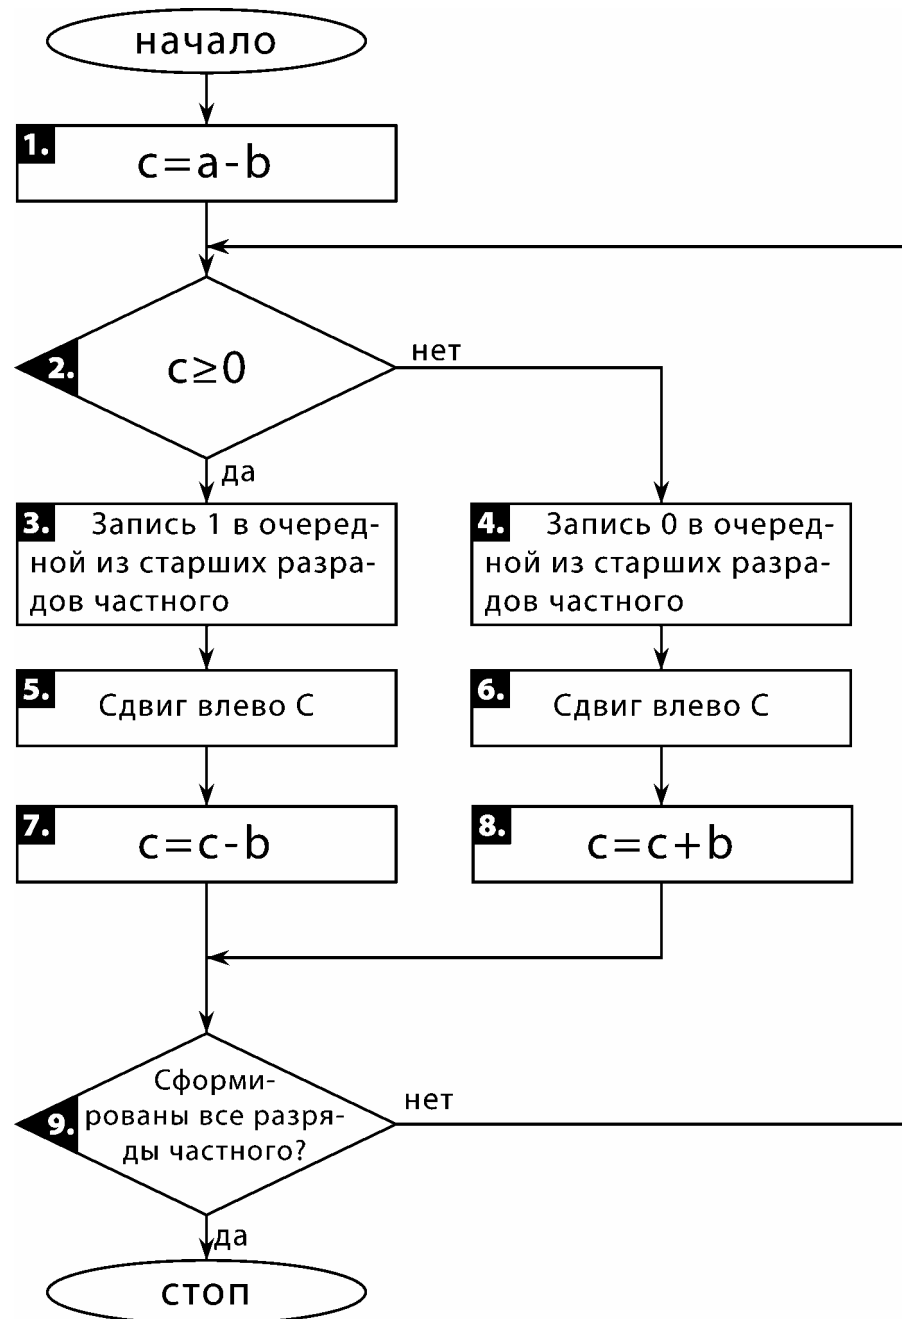 начало
1.
c=a-b
2.
c≥0
нет
да
3. Запись 1 в очеред-
ной из старших разра-
дов частного
4. Запись 0 в очеред-
ной из старших разра-
дов частного
5.
Сдвиг влево С
6.
Сдвиг влево С
7.
c=c-b
8.
c=c+b
Сформи-
9. рованы все разря-
ды частного?
нет
да
стоп